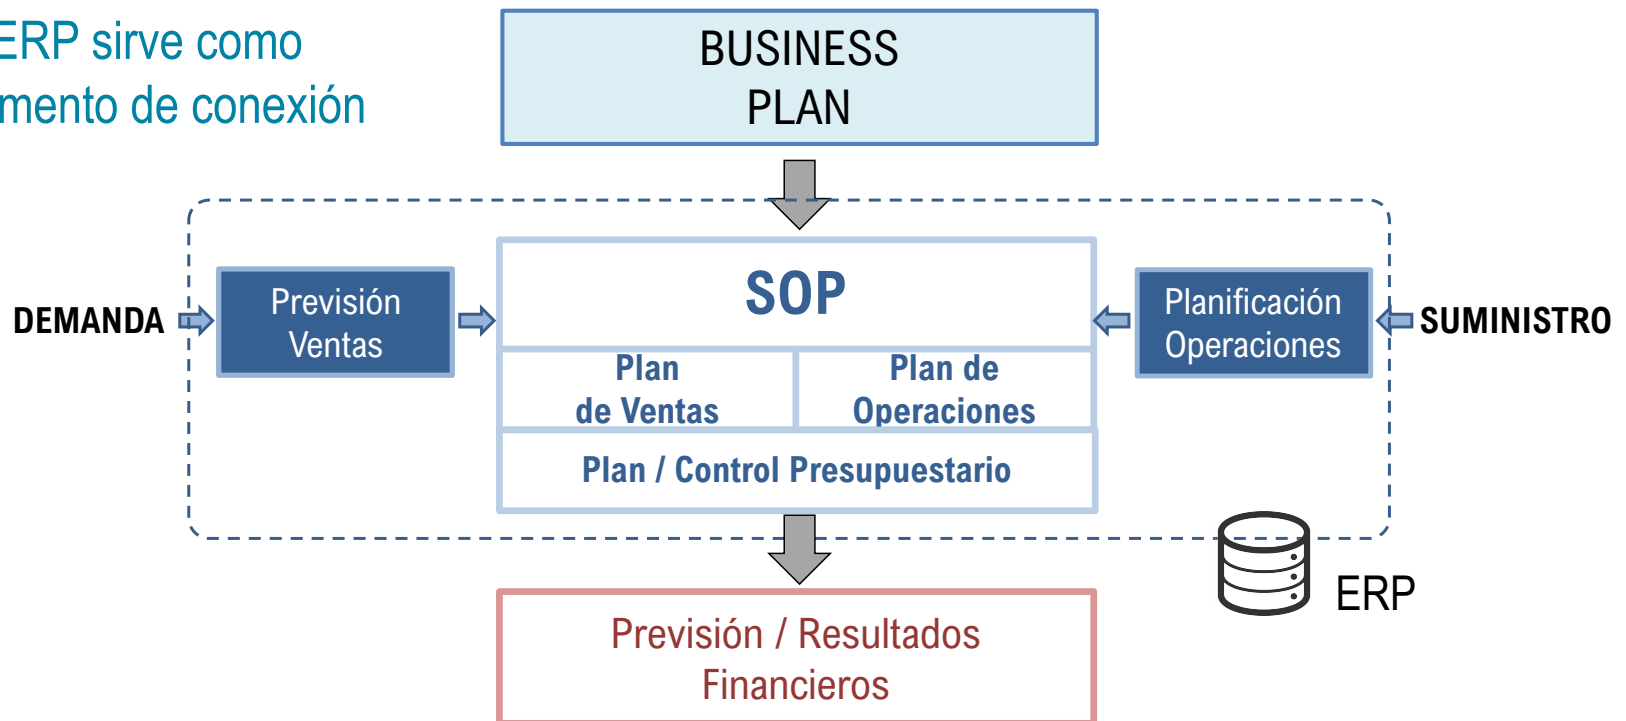 ERP sirve como
mento de conexión
BUSINESS
PLAN
DEMANDA
Previsión
Ventas
SOP
Plan
de Ventas
Plan de
Operaciones
Plan / Control Presupuestario
Planificación
Operaciones
SUMINISTRO
ERP
Previsión / Resultados
Financieros